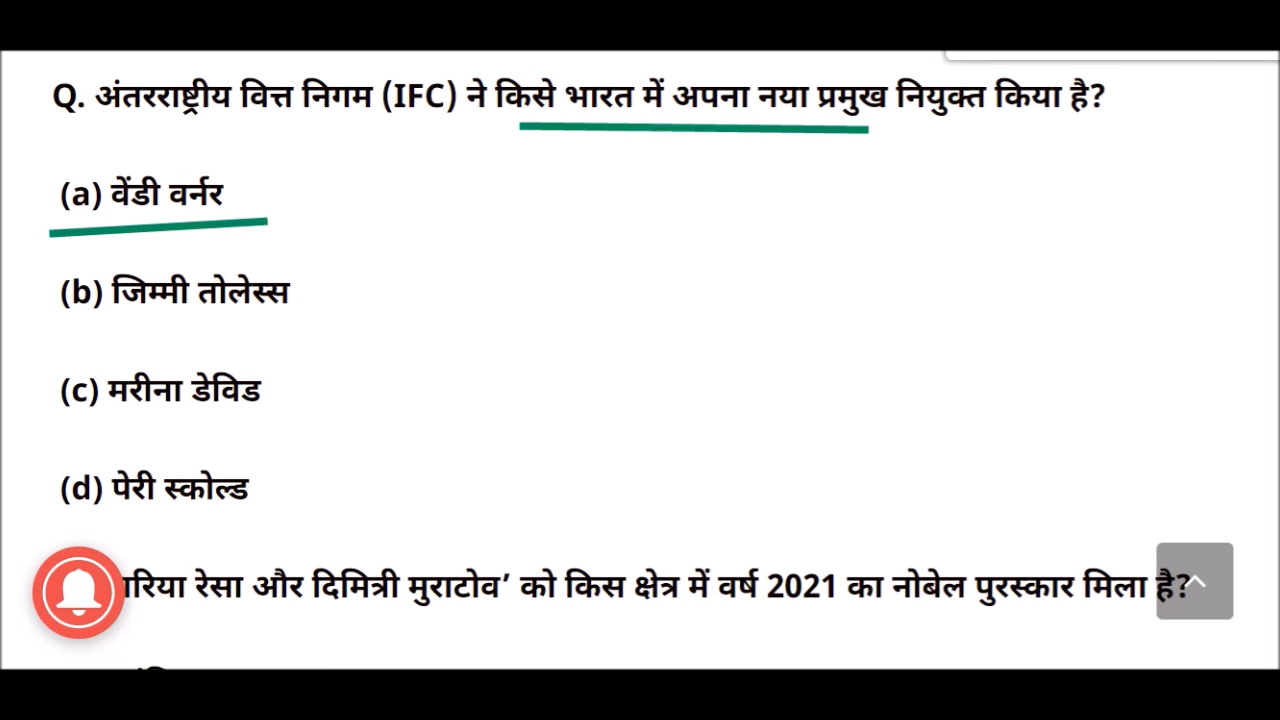 Q. अंतरराष्ट्रीय वित्त निगम (IFC) ने किसे भारत में अपना नया प्रमुख नियुक्त किया है?
(a) वेंडी वर्नर
(b) जिम्मी तोलेस्स
(c) मरीना डेविड
(d) पेरी स्कोल्ड
रेसा और दिमित्री मुराटोव’ को किस क्षेत्र में वर्ष 2021 का नोबेल पुरस्कार मिला है?